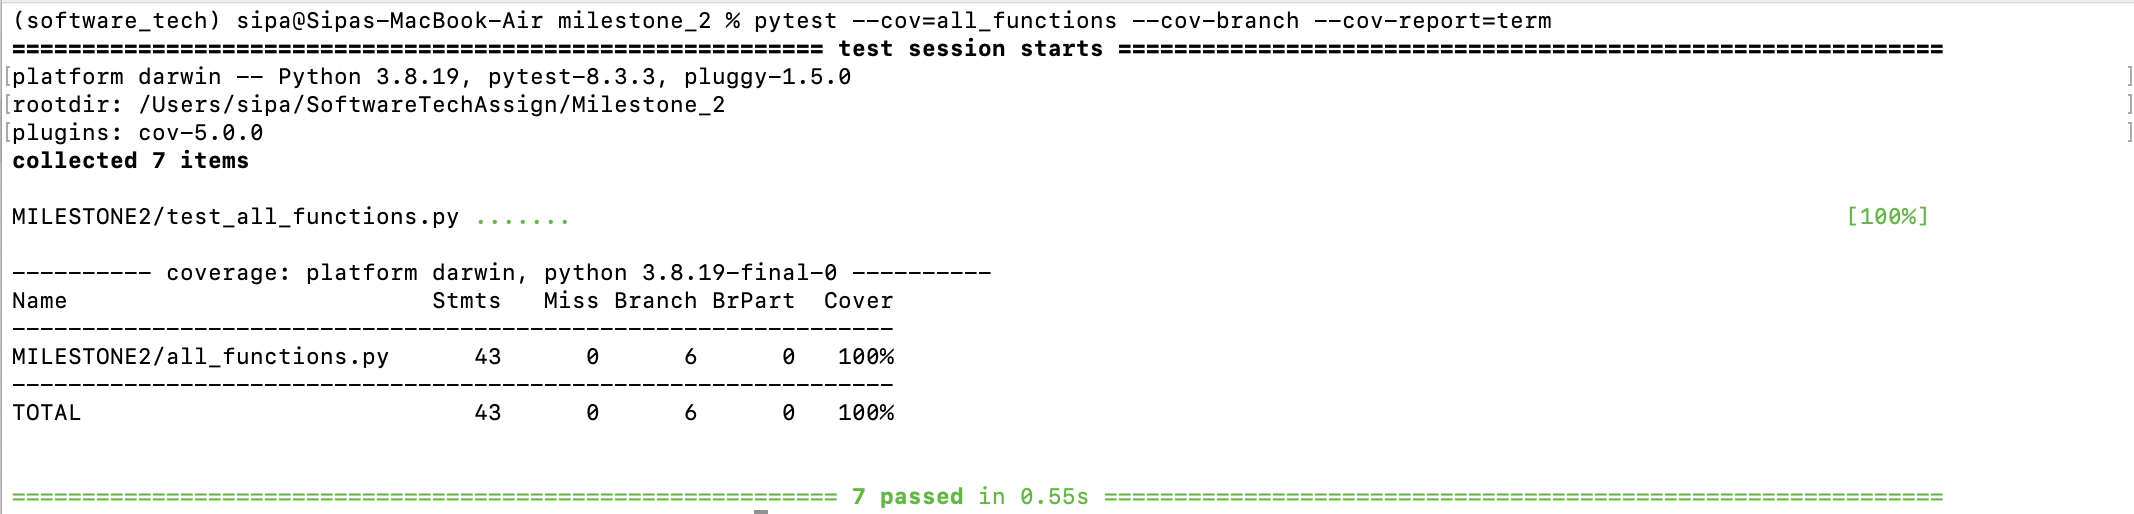 (software_tech) sipa@Sipas-MacBook-Air milestone_2 % pytest --cov=all_functions --cov-branch --cov-report=term
=========================================================== test session starts ===========================================================
[platform darwin -- Python 3.8.19, pytest-8.3.3, pluggy-1.5.0 ]
[rootdir: /Users/sipa/SoftwareTechAssign/Milestone_2 ]
[plugins: cov-5.0.0 ]
collected 7 items
MILESTONE2/test_all_functions.py ....... [100%]
---------- coverage: platform darwin, python 3.8.19-final-0 ----------
Name Stmts Miss Branch BrPart Cover
---------------------------------------------------------------
MILESTONE2/all_functions.py 43 0 6 0 100%
---------------------------------------------------------------
TOTAL 43 0 6 0 100%
=========================================================== 7 passed in 0.55s ============================================================